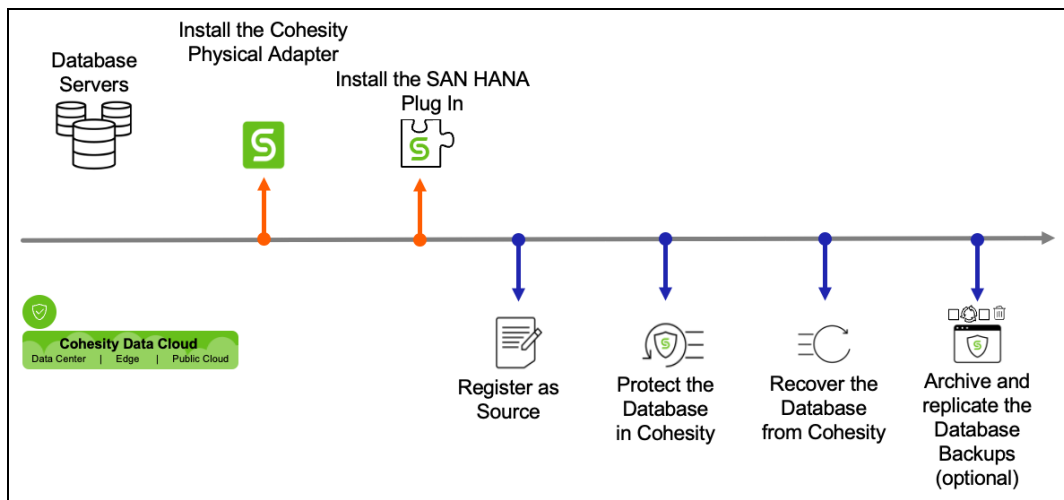 Database
Servers
Install the Cohesity
Physical Adapter
Install the SAN HANA
Plug In
Cohesity Data Cloud
Data Center | Edge | Public Cloud
Register as
Source
Protect the
Database
in Cohesity
Recover the
Database
from Cohesity
Archive and
replicate the
Database
Backups
(optional)